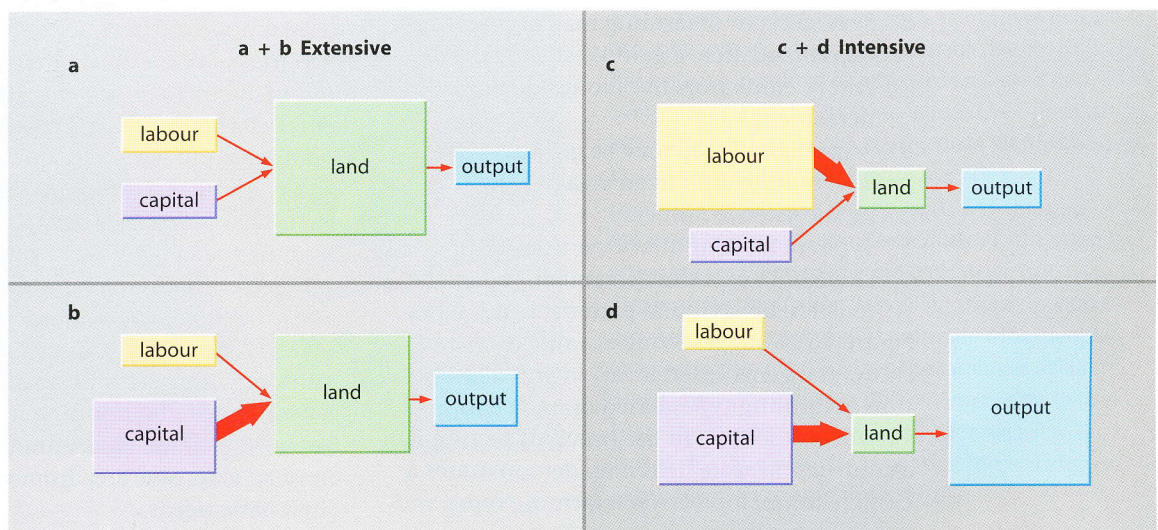 a + b Extensive
a
labour
capital
land
output
c + d Intensive
c
labour
capital
land
output
b
labour
capital
land
output
d
labour
capital
land
output